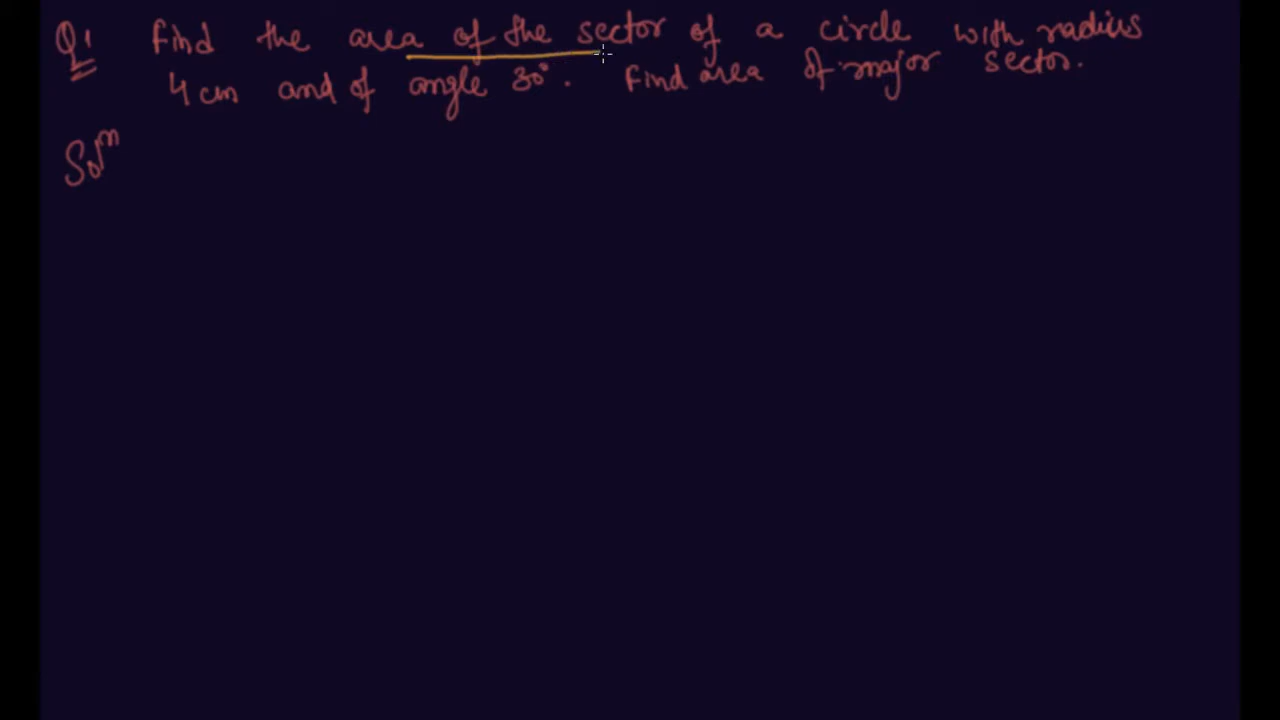 Q1 Find the area of the sector of a circle with radius
4 cm and of angle 30°. Find area of major sector.
Solⁿ